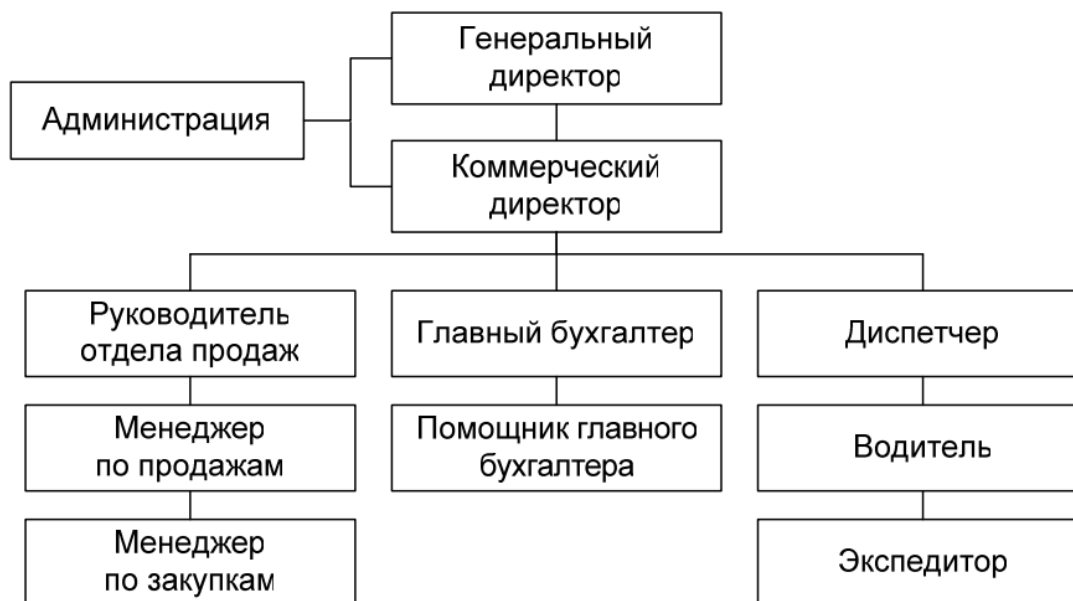 Генеральный
директор
Администрация
Коммерческий
директор
Руководитель
отдела продаж
Главный бухгалтер
Диспетчер
Менеджер
по продажам
Помощник главного
бухгалтера
Водитель
Менеджер
по закупкам
Экспедитор